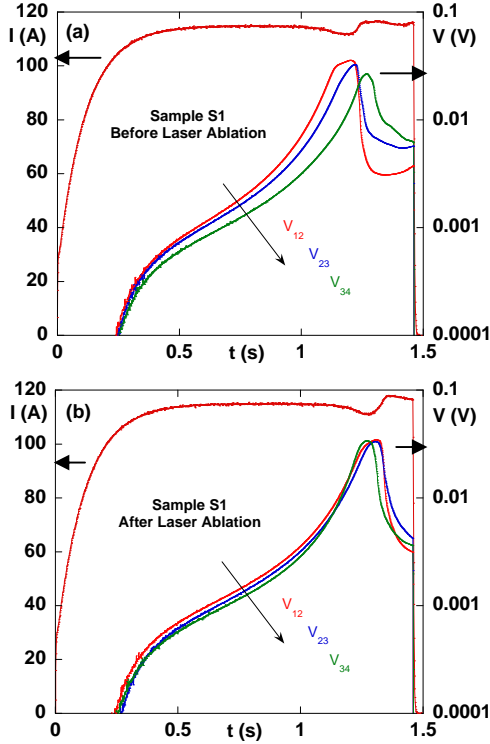 120
I (A)
100
80
60
40
20
0
(a)
0.1
V (V)
0.01
0.001
0.0001
Sample S1
Before Laser Ablation
V12
V23
V34
0
0.5
1
1.5
t (s)
120
I (A)
100
80
60
40
20
0
(b)
0.1
V (V)
0.01
0.001
0.0001
Sample S1
After Laser Ablation
V12
V23
V34
0
0.5
1
1.5
t (s)